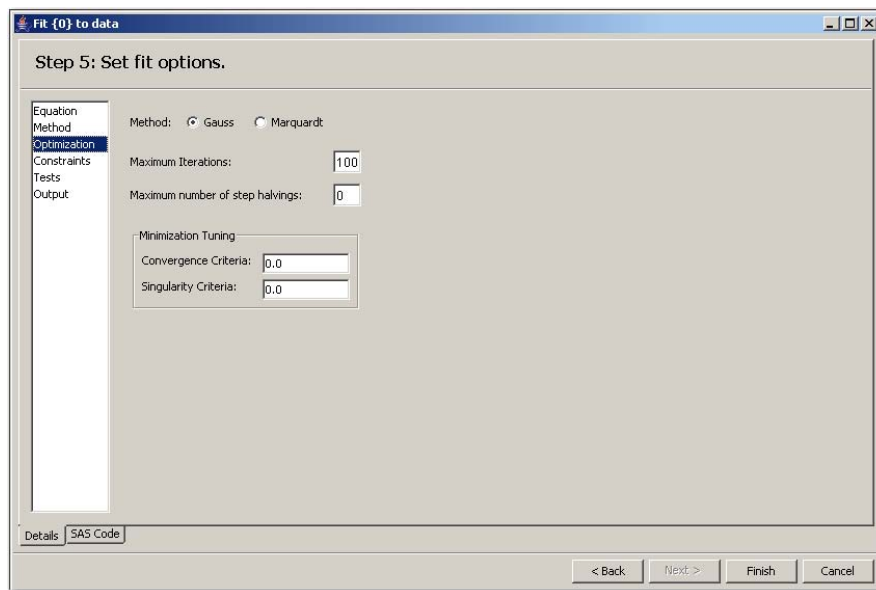 Fit {0} to data
Step 5: Set fit options.
Equation
Method
Optimization
Constraints
Tests
Output
Method: Gauss Marquardt
Maximum Iterations: 100
Maximum number of step halvings: 0
Minimization Tuning
Convergence Criteria: 0.0
Singularity Criteria: 0.0
Details SAS Code
< Back Next > Finish Cancel